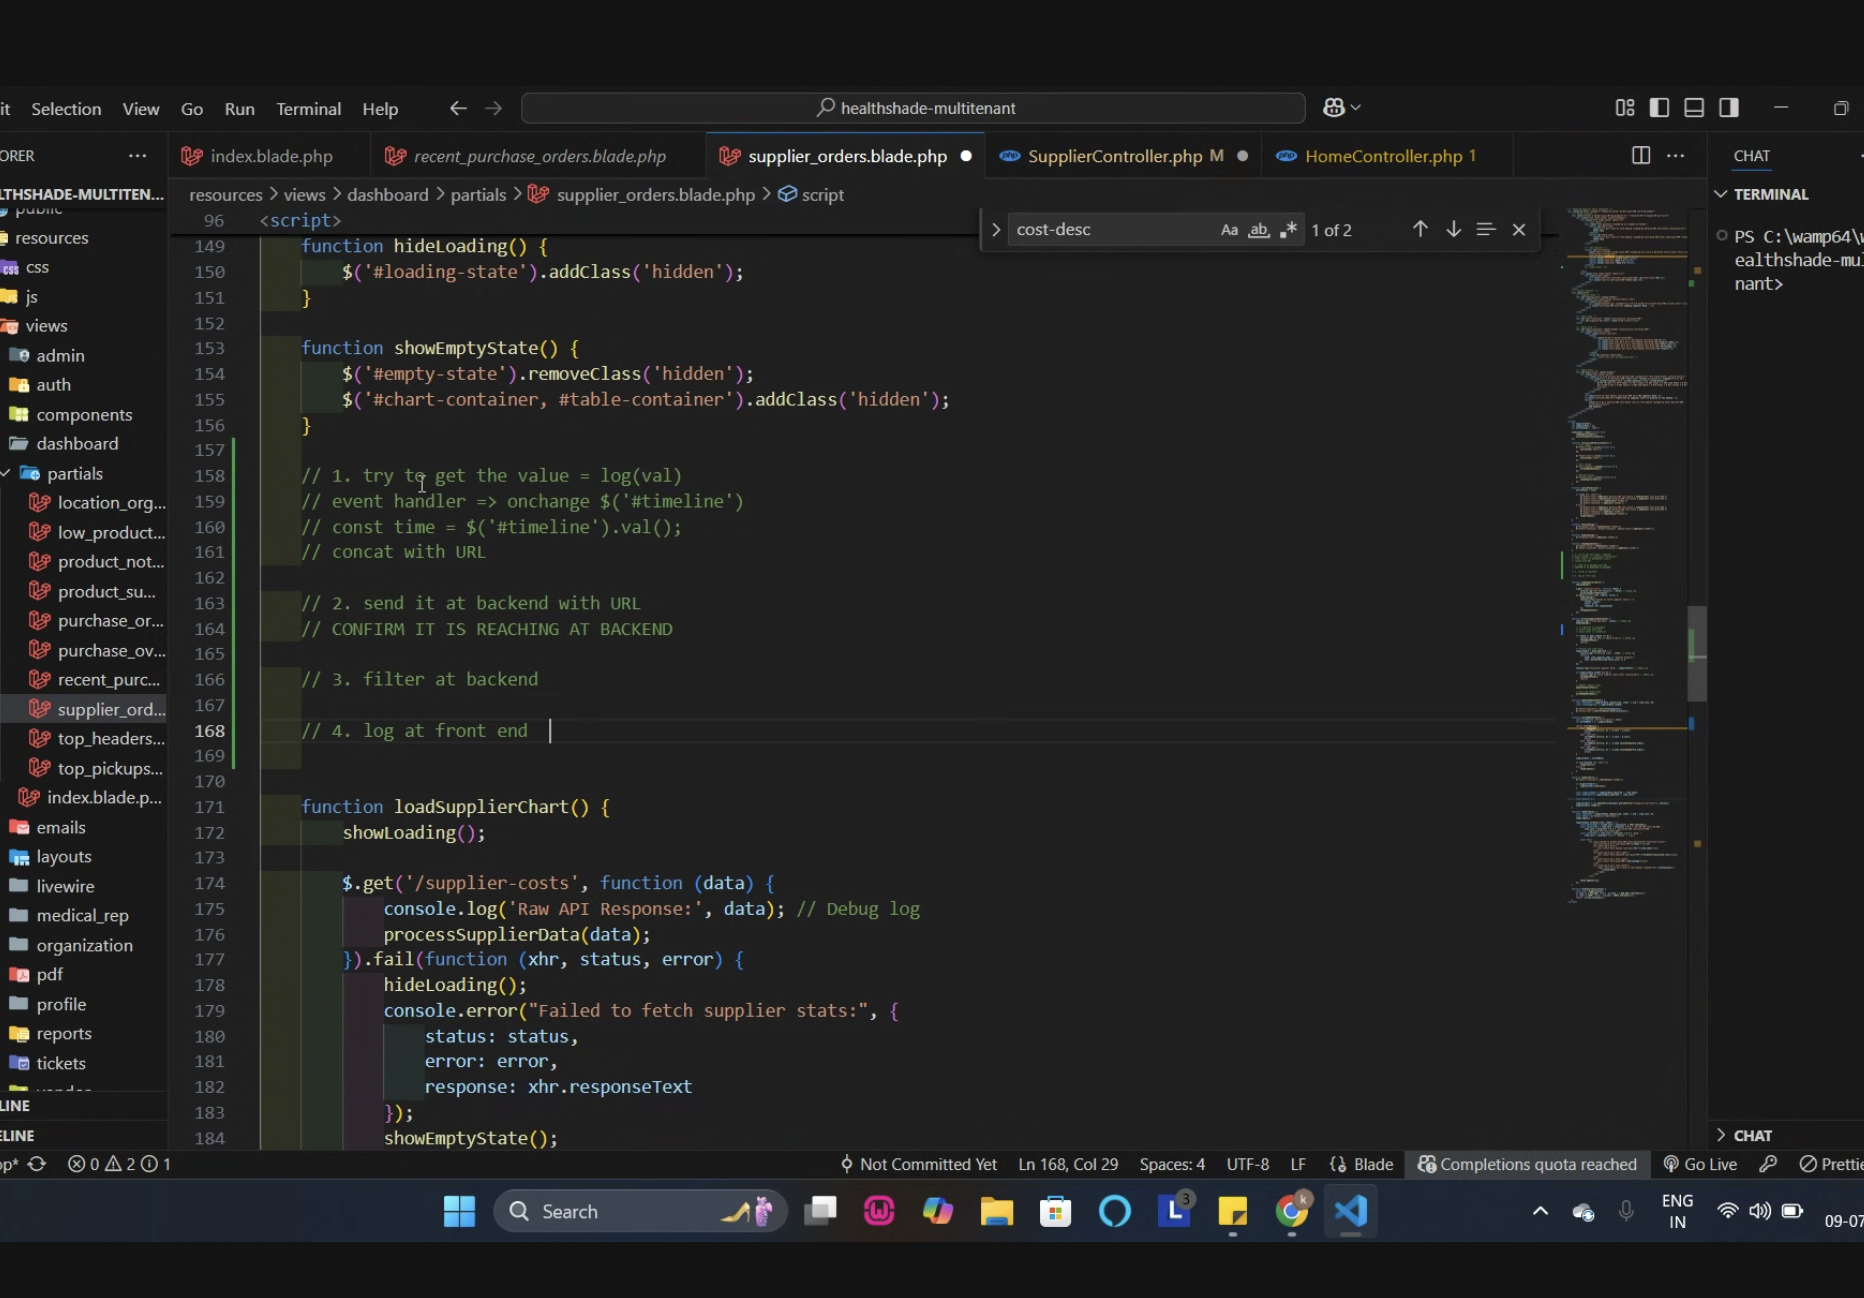 it Selection View Go Run Terminal Help
healthshade-multitenant
ORER
index.blade.php
recent_purchase_orders.blade.php
supplier_orders.blade.php
SupplierController.php M
HomeController.php 1
CHAT
LTHSHADE-MULTITEN...
public
resources
css
js
views
admin
auth
components
dashboard
partials
location_org...
low_product...
product_not...
product_su...
purchase_or...
purchase_ov...
recent_purc...
supplier_ord...
top_headers...
top_pickups...
index.blade.p...
emails
layouts
livewire
medical_rep
organization
pdf
profile
reports
tickets
LINE
ELINE
resources > views > dashboard > partials > supplier_orders.blade.php > script
cost-desc
Aa ab 1 of 2
96 <script>
149 function hideLoading() {
150 $('#loading-state').addClass('hidden');
151 }
152
153 function showEmptyState() {
154 $('#empty-state').removeClass('hidden');
155 $('#chart-container, #table-container').addClass('hidden');
156 }
157
158 // 1. try to get the value = log(val)
159 // event handler => onchange $('#timeline')
160 // const time = $('#timeline').val();
161 // concat with URL
162
163 // 2. send it at backend with URL
164 // CONFIRM IT IS REACHING AT BACKEND
165
166 // 3. filter at backend
167
168 // 4. log at front end
169
170
171 function loadSupplierChart() {
172 showLoading();
173
174 $.get('/supplier-costs', function (data) {
175 console.log('Raw API Response:', data); // Debug log
176 processSupplierData(data);
177 }).fail(function (xhr, status, error) {
178 hideLoading();
179 console.error("Failed to fetch supplier stats:", {
180 status: status,
181 error: error,
182 response: xhr.responseText
183 });
184 showEmptyState();
TERMINAL
PS C:\wamp64\w
ealthshade-mul
nant>
CHAT
op* 0 2 1
Not Committed Yet Ln 168, Col 29 Spaces: 4 UTF-8 LF {} Blade Completions quota reached Go Live Prettie
Search
3
k
ENG
IN
09-07